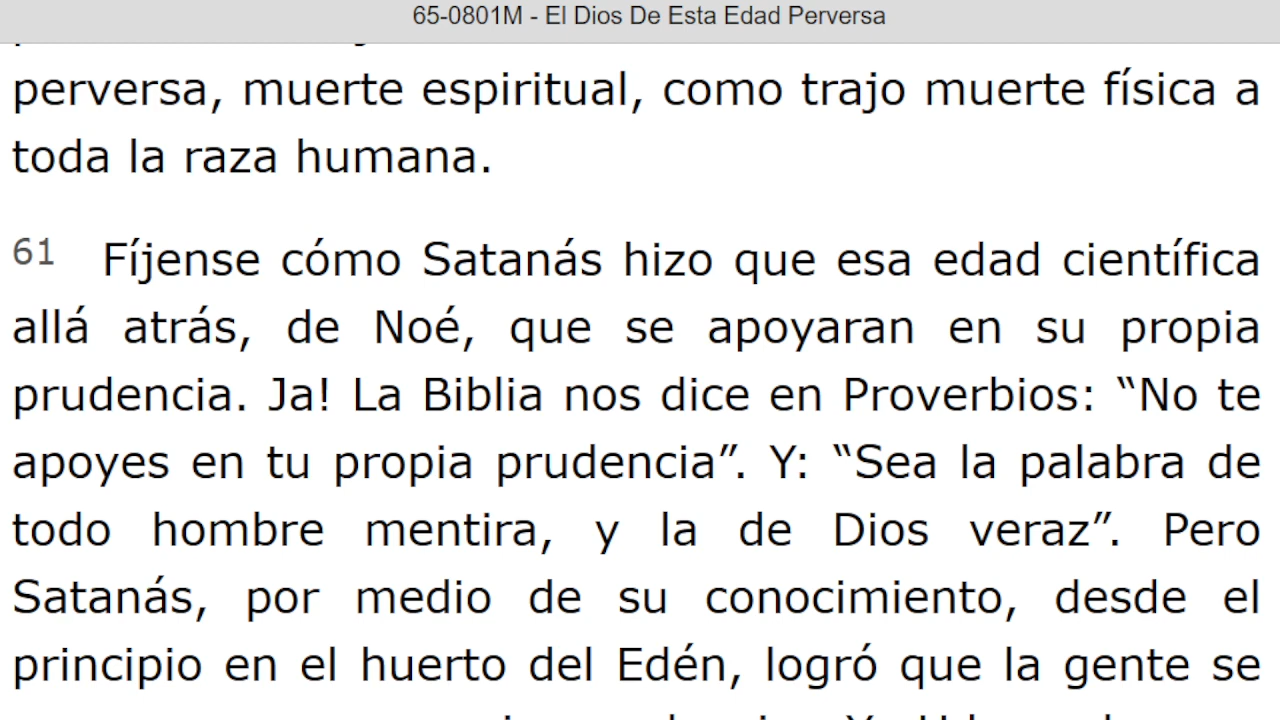 65-0801M - El Dios De Esta Edad Perversa
perversa, muerte espiritual, como trajo muerte física a
toda la raza humana.
61 Fíjense cómo Satanás hizo que esa edad científica
allá atrás, de Noé, que se apoyaran en su propia
prudencia. Ja! La Biblia nos dice en Proverbios: “No te
apoyes en tu propia prudencia”. Y: “Sea la palabra de
todo hombre mentira, y la de Dios veraz”. Pero
Satanás, por medio de su conocimiento, desde el
principio en el huerto del Edén, logró que la gente se